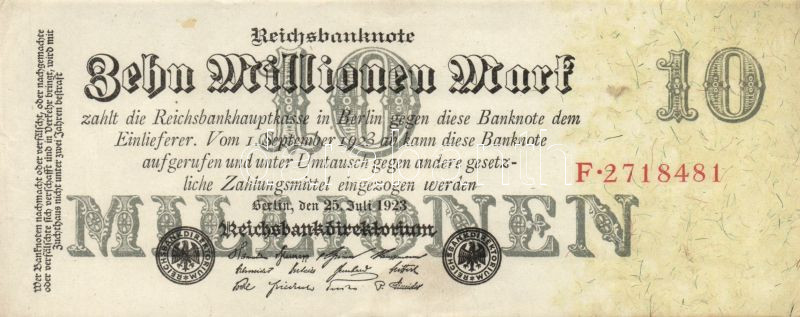 Reichsbanknote
10
Zehn Millionen Mark
10
zahlt die Reichsbankhauptkasse in Berlin gegen diese Banknote dem
Einlieferer. Vom 1. September 1923 ab kann diese Banknote
aufgerufen und unter Umtausch gegen andere gesetz-
liche Zahlungsmittel eingezogen werden
F·2718481
Berlin, den 25. Juli 1923
MILLIONEN
Reichsbankdirektorium
REICHSBANKDIREKTORIUM
REICHSBANKDIREKTORIUM
Wer Banknoten nachmacht oder verfälscht, oder nachgemachte
oder verfälschte sich verschafft und in Verkehr bringt, wird mit
Zuchthaus nicht unter zwei Jahren bestraft